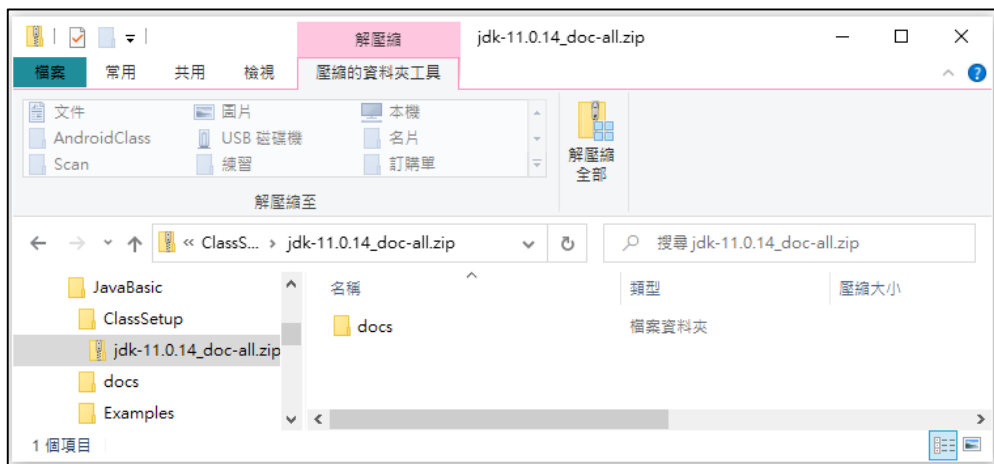 解壓縮 jdk-11.0.14_doc-all.zip
檔案 常用 共用 檢視 壓縮的資料夾工具
文件 圖片 本機
AndroidClass USB 磁碟機 名片
Scan 練習 訂購單
解壓縮
全部
解壓縮至
« ClassS... › jdk-11.0.14_doc-all.zip 搜尋 jdk-11.0.14_doc-all.zip
JavaBasic 名稱 類型 壓縮大小
ClassSetup
docs 檔案資料夾
jdk-11.0.14_doc-all.zip
docs
Examples
1 個項目